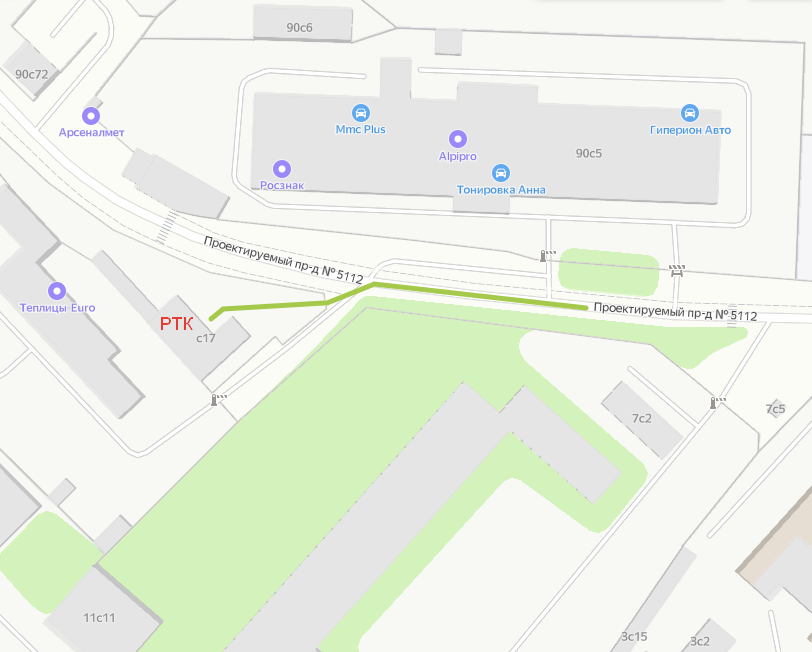 90с6
90с72
Арсеналмет
Mmc Plus
Гиперион Авто
Alpipro
90с5
Росзнак
Тонировка Анна
Проектируемый пр-д № 5112
Теплицы Euro
Проектируемый пр-д № 5112
РТК
с17
7с2
7с5
11с11
3с15
3с2